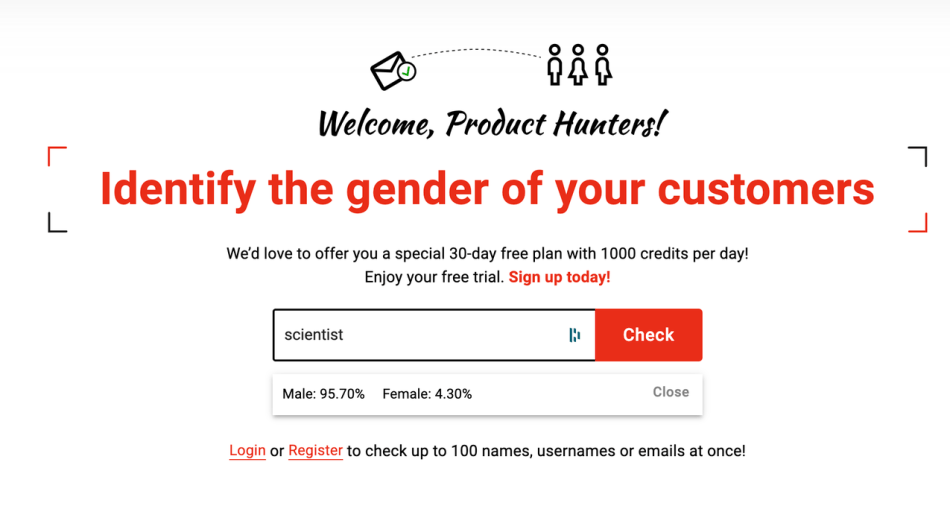 Welcome, Product Hunters!
Identify the gender of your customers
We’d love to offer you a special 30-day free plan with 1000 credits per day!
Enjoy your free trial. Sign up today!
scientist
Check
Male: 95.70% Female: 4.30% Close
Login or Register to check up to 100 names, usernames or emails at once!